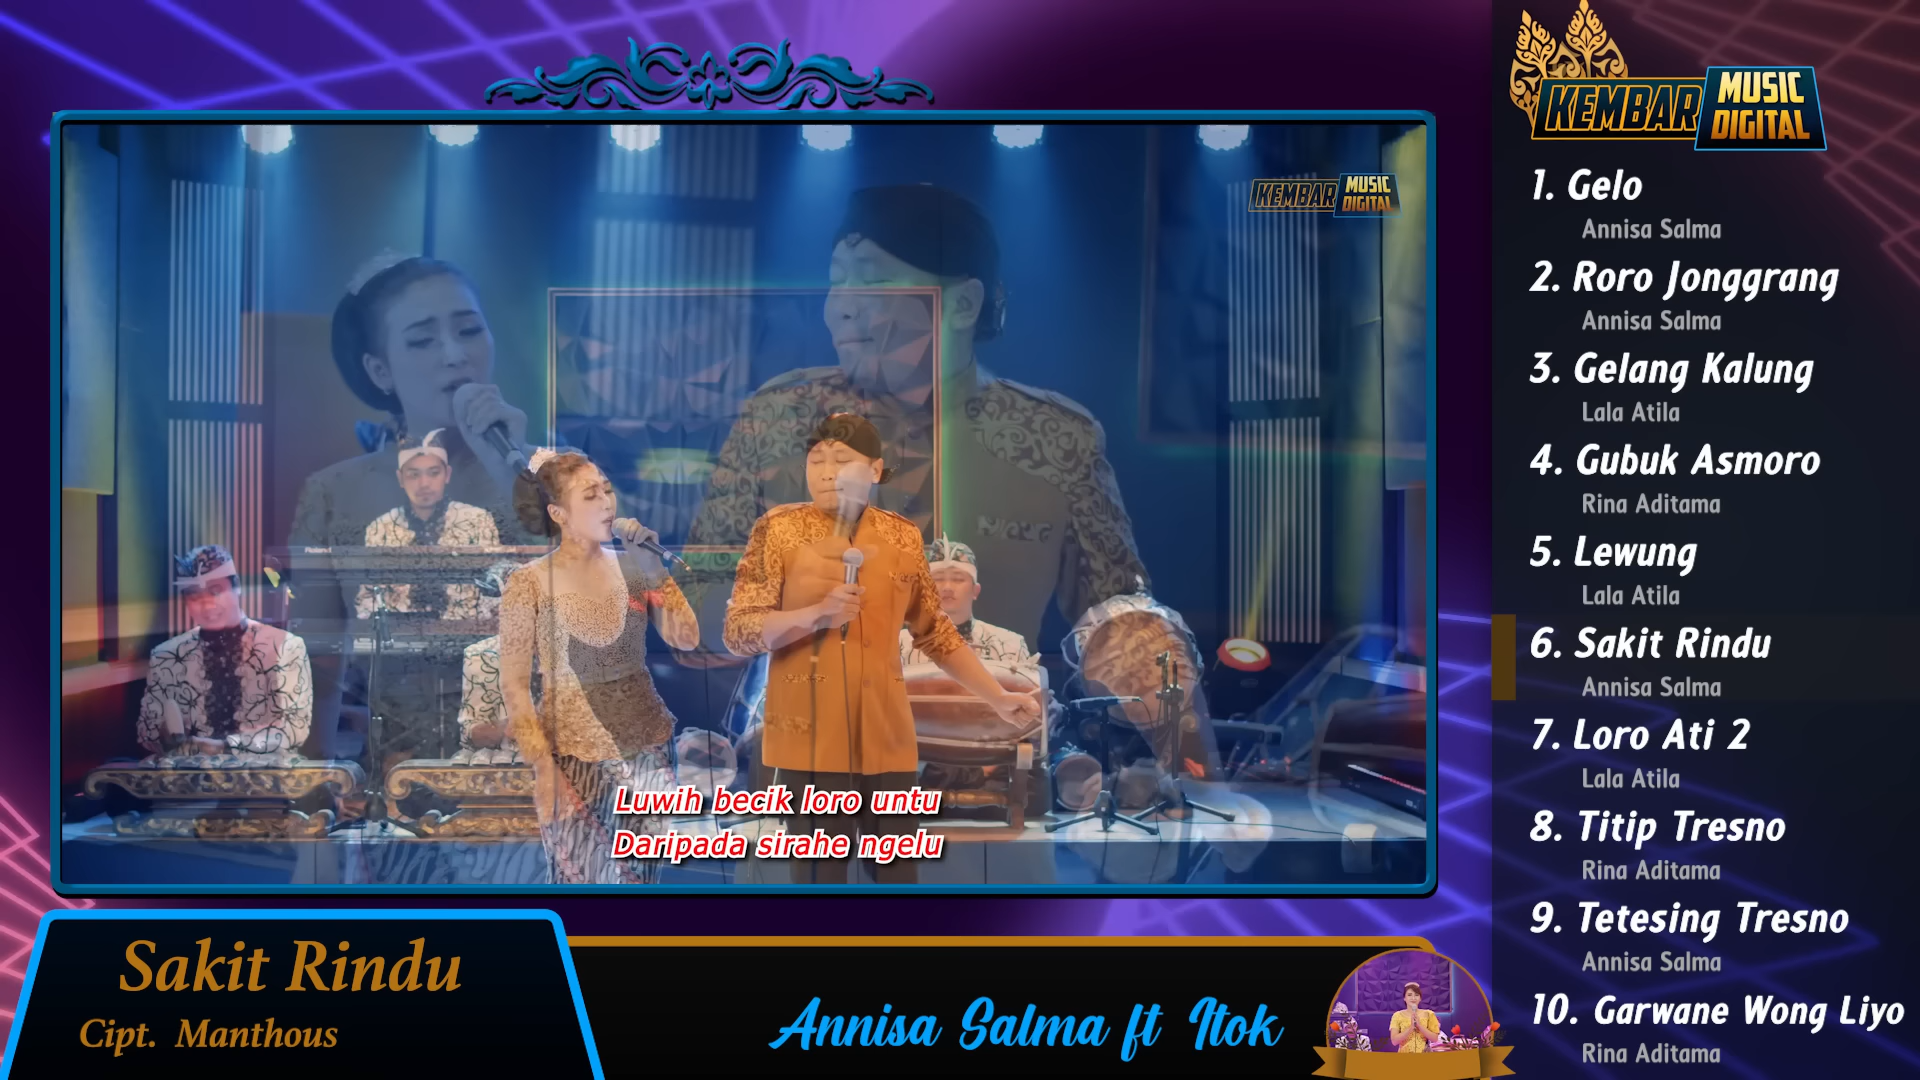 KEMBAR MUSIC DIGITAL
KEMBAR MUSIC DIGITAL
Roland
Luwih becik loro untu
Daripada sirahe ngelu
Sakit Rindu
Cipt. Manthous
Annisa Salma ft Itok
1. Gelo
Annisa Salma
2. Roro Jonggrang
Annisa Salma
3. Gelang Kalung
Lala Atila
4. Gubuk Asmoro
Rina Aditama
5. Lewung
Lala Atila
6. Sakit Rindu
Annisa Salma
7. Loro Ati 2
Lala Atila
8. Titip Tresno
Rina Aditama
9. Tetesing Tresno
Annisa Salma
10. Garwane Wong Liyo
Rina Aditama